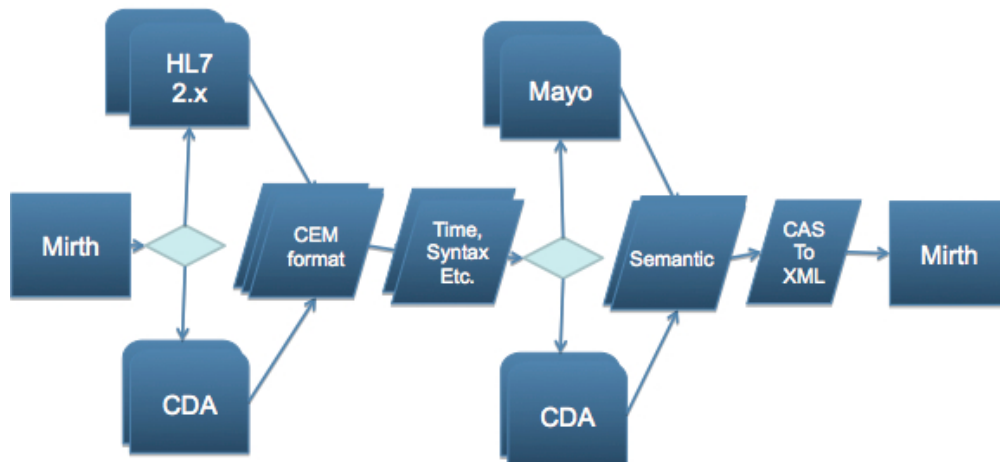 Mirth
HL7
2.x
CDA
CEM
format
Time,
Syntax
Etc.
Mayo
CDA
Semantic
CAS
To
XML
Mirth